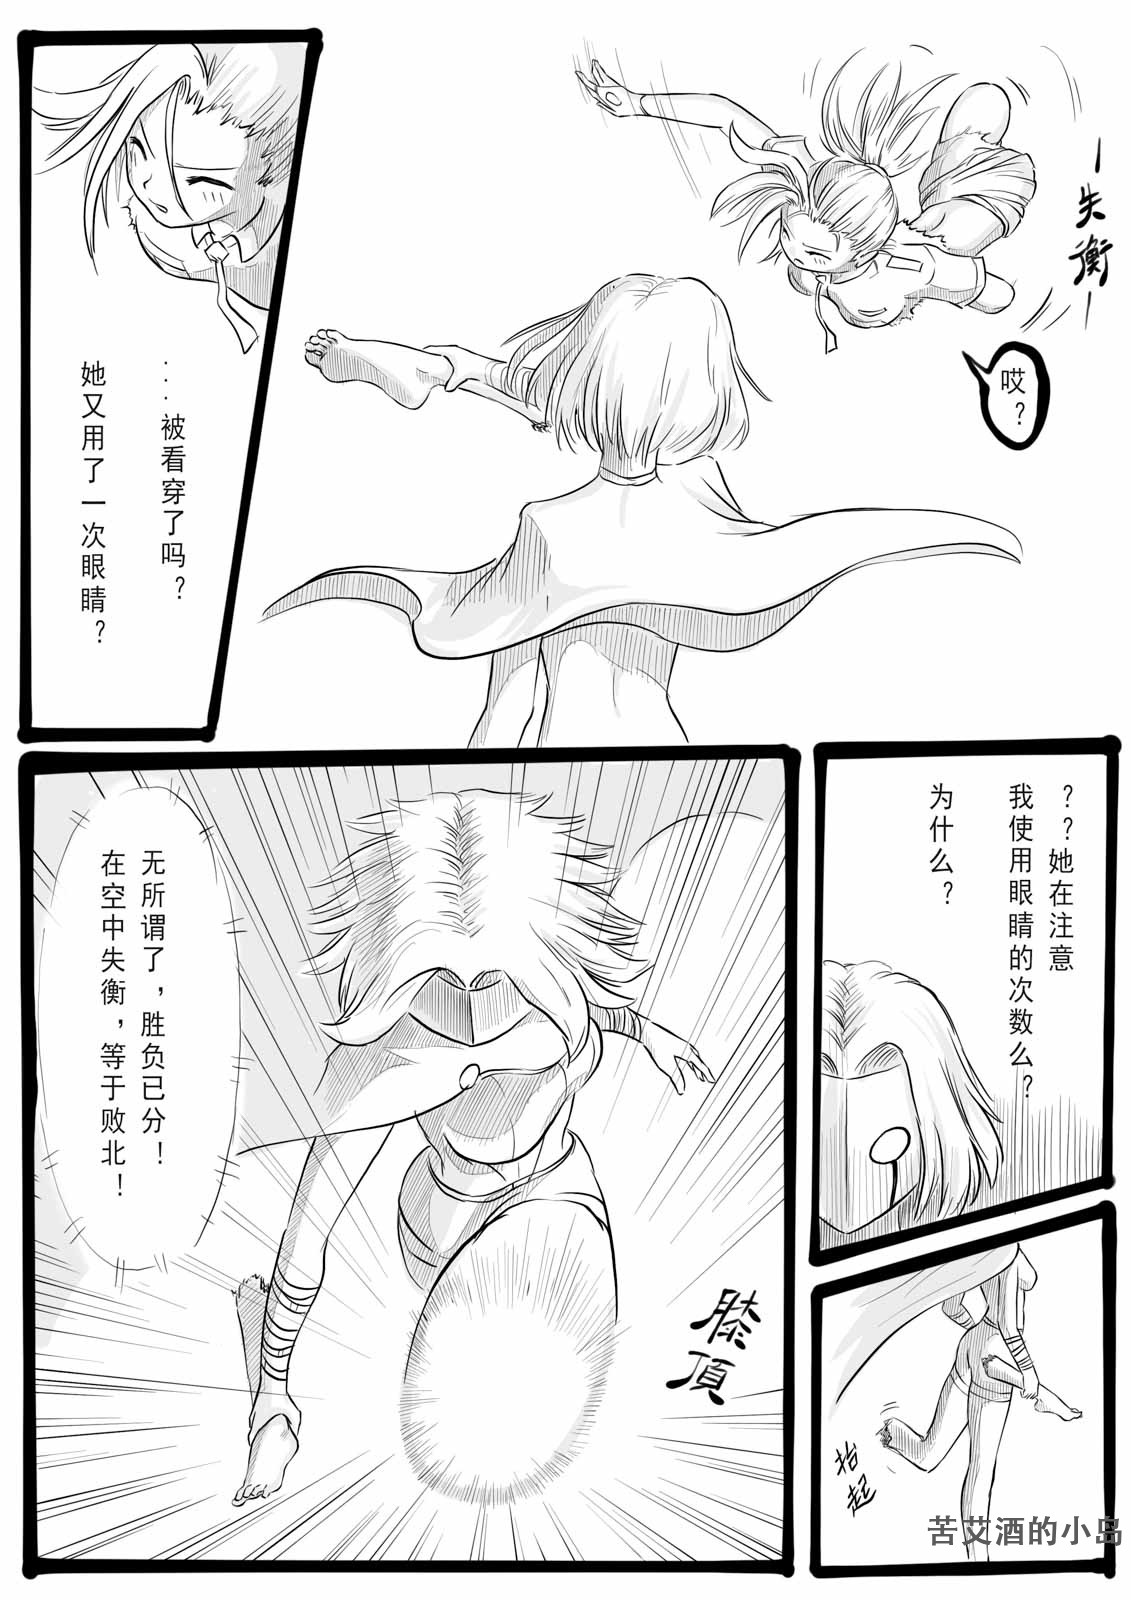 失衡
哎？
...被看穿了吗？
她又用了一次眼睛？
？？她在注意
我使用眼睛的次数么？
为什么？
抬起
无所谓了，胜负已分！
在空中失衡，等于败北！
膝頂
苦艾酒的小岛